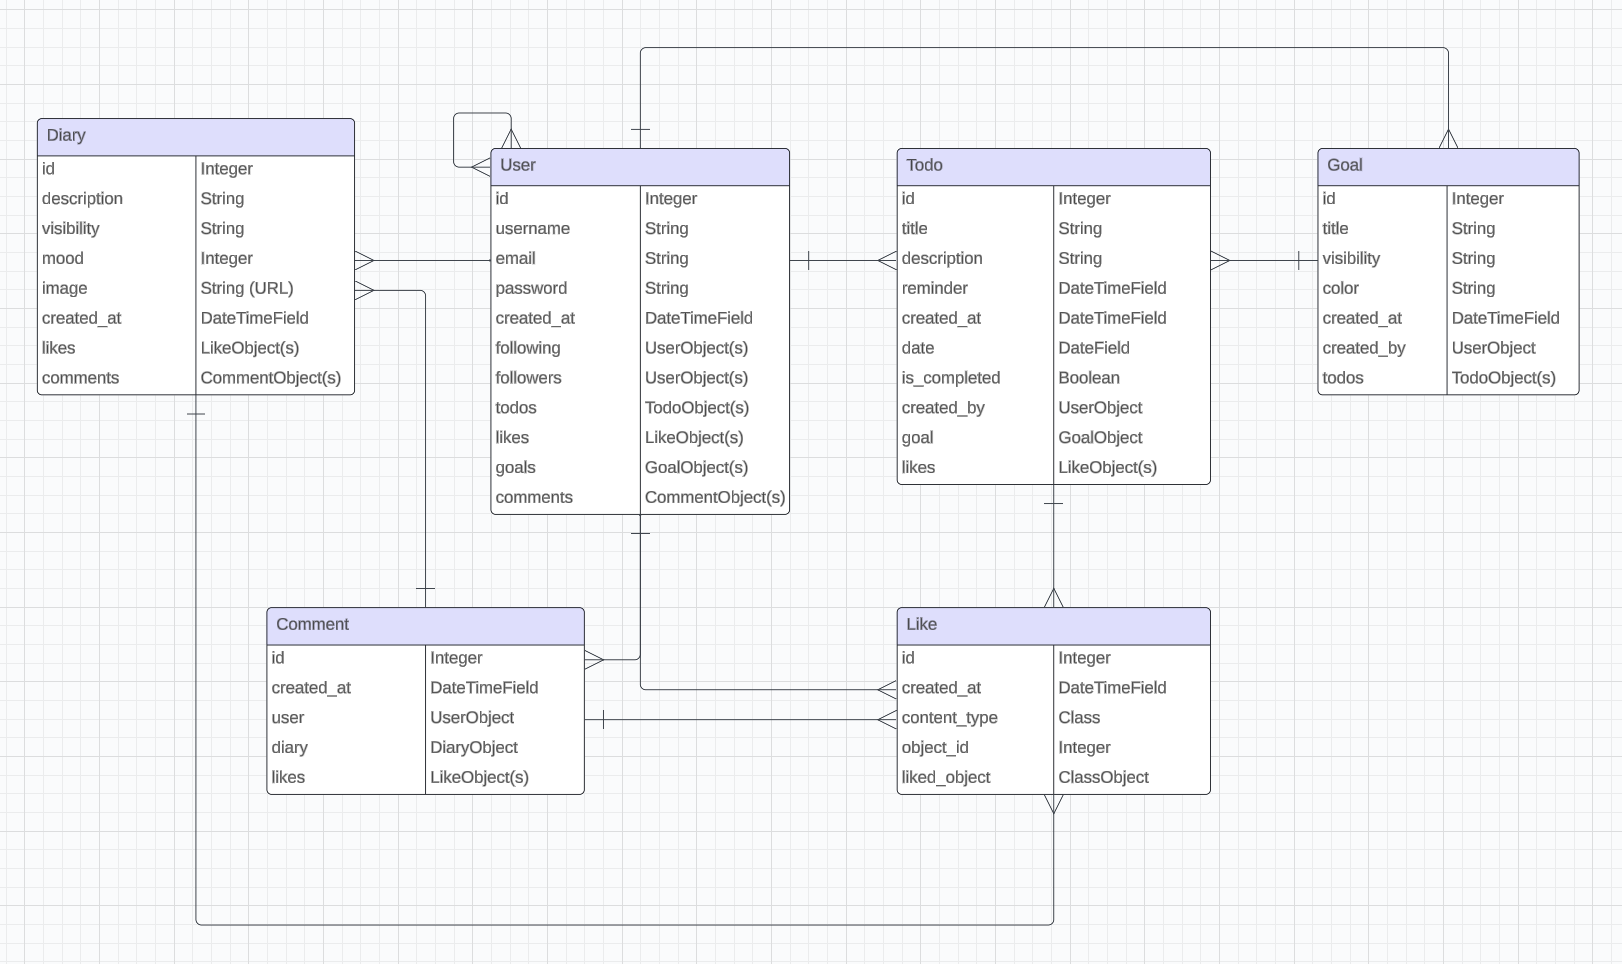 Diary
id Integer
description String
visibility String
mood Integer
image String (URL)
created_at DateTimeField
likes LikeObject(s)
comments CommentObject(s)
User
id Integer
username String
email String
password String
created_at DateTimeField
following UserObject(s)
followers UserObject(s)
todos TodoObject(s)
likes LikeObject(s)
goals GoalObject(s)
comments CommentObject(s)
Todo
id Integer
title String
description String
reminder DateTimeField
created_at DateTimeField
date DateField
is_completed Boolean
created_by UserObject
goal GoalObject
likes LikeObject(s)
Goal
id Integer
title String
visibility String
color String
created_at DateTimeField
created_by UserObject
todos TodoObject(s)
Comment
id Integer
created_at DateTimeField
user UserObject
diary DiaryObject
likes LikeObject(s)
Like
id Integer
created_at DateTimeField
content_type Class
object_id Integer
liked_object ClassObject